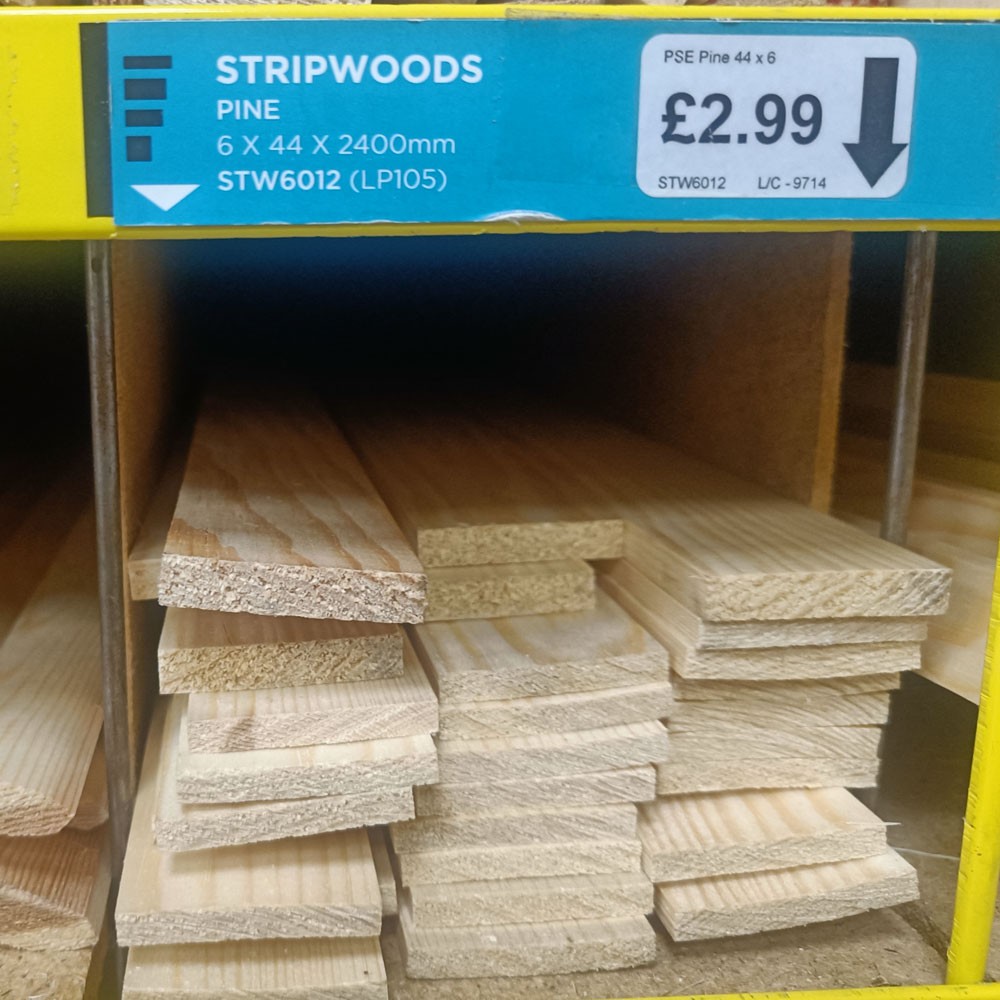 STRIPWOODS
PINE
6 X 44 X 2400mm
STW6012 (LP105)
PSE Pine 44 x 6
£2.99
STW6012 L/C - 9714